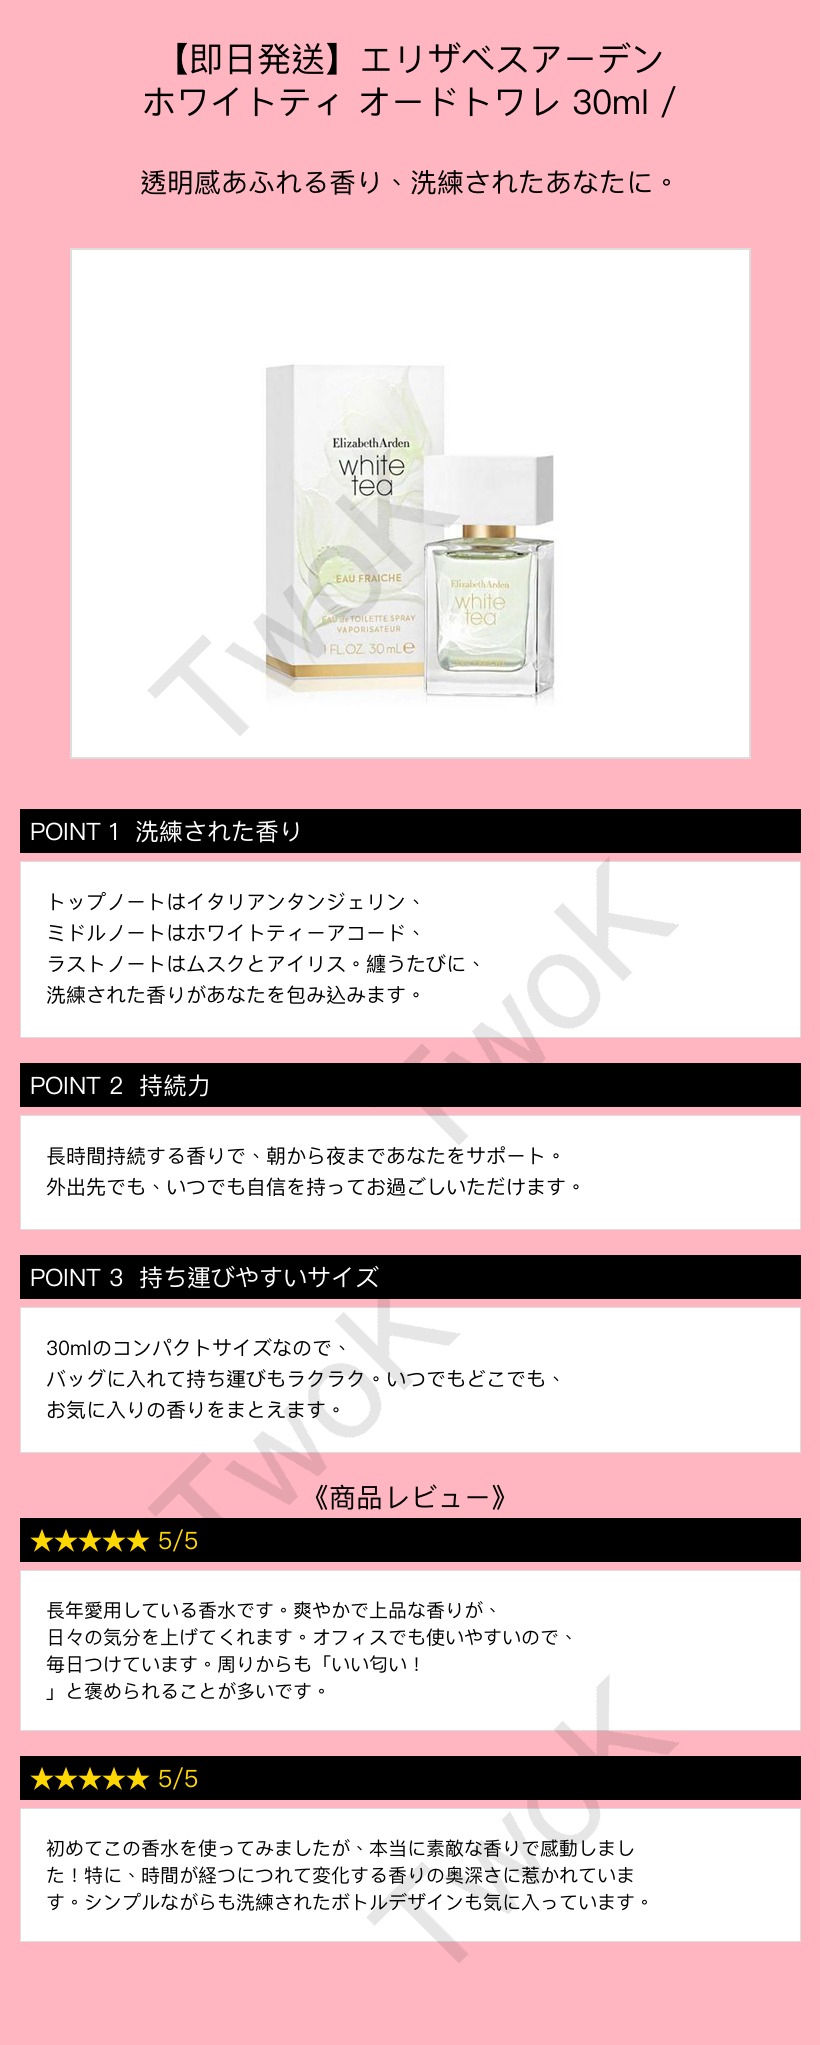 【即日発送】エリザベスアーデン
ホワイトティ オードトワレ 30ml /
透明感あふれる香り、洗練されたあなたに。
ElizabethArden
white
tea
EAU FRAICHE
EAU de TOILETTE SPRAY
VAPORISATEUR
1 FL.OZ. 30 mL℮
ElizabethArden
white
tea
TwoK
POINT 1 洗練された香り
トップノートはイタリアンタンジェリン、
ミドルノートはホワイトティーアコード、
ラストノートはムスクとアイリス。纏うたびに、
洗練された香りがあなたを包み込みます。
TwoK
POINT 2 持続力
長時間持続する香りで、朝から夜まであなたをサポート。
外出先でも、いつでも自信を持ってお過ごしいただけます。
POINT 3 持ち運びやすいサイズ
30mlのコンパクトサイズなので、
バッグに入れて持ち運びもラクラク。いつでもどこでも、
お気に入りの香りをまとえます。
TwoK
《商品レビュー》
★★★★★ 5/5
長年愛用している香水です。爽やかで上品な香りが、
日々の気分を上げてくれます。オフィスでも使いやすいので、
毎日つけています。周りからも「いい匂い！
」と褒められることが多いです。
★★★★★ 5/5
初めてこの香水を使ってみましたが、本当に素敵な香りで感動しまし
た！特に、時間が経つにつれて変化する香りの奥深さに惹かれていま
す。シンプルながらも洗練されたボトルデザインも気に入っています。
TwoK